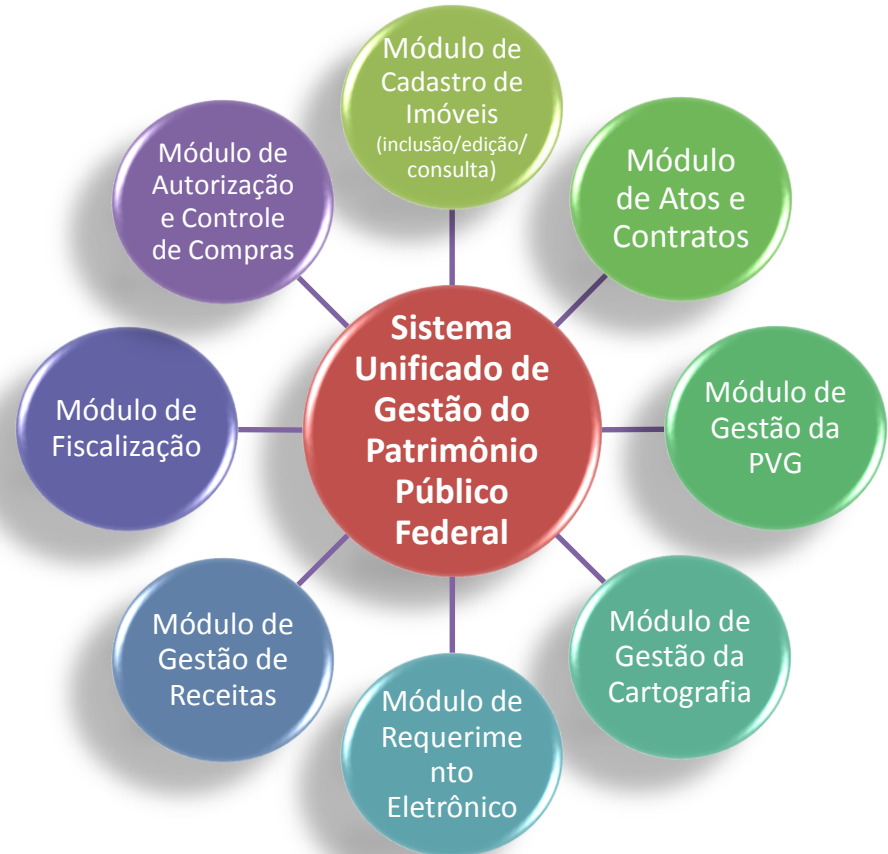 Módulo de
Cadastro de
Imóveis
(inclusão/edição/
consulta)
Módulo
de Atos e
Contratos
Módulo de
Gestão da
PVG
Módulo de
Gestão da
Cartografia
Módulo de
Requerime
nto
Eletrônico
Módulo de
Gestão de
Receitas
Módulo de
Fiscalização
Módulo de
Autorização
e Controle
de Compras
Sistema
Unificado de
Gestão do
Patrimônio
Público
Federal